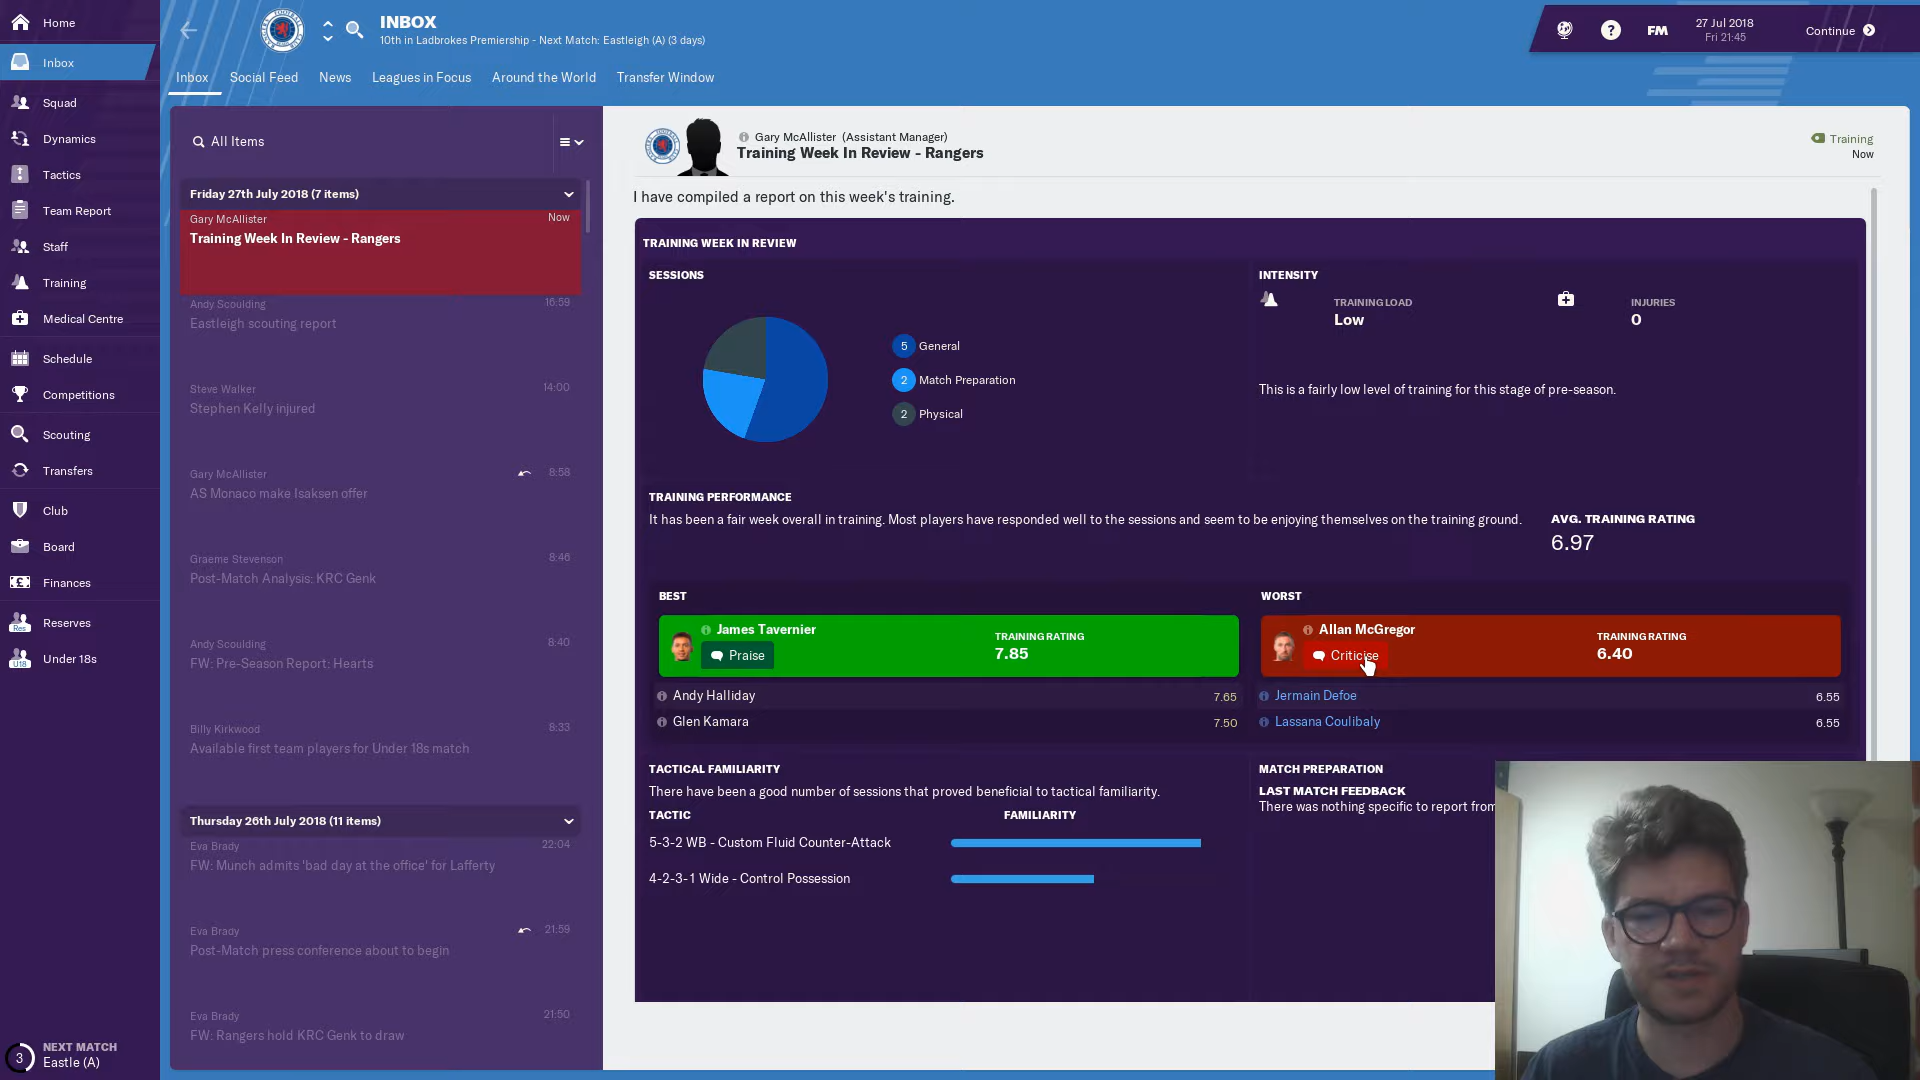 Home
Inbox
Squad
Dynamics
Tactics
Team Report
Staff
Training
Medical Centre
Schedule
Competitions
Scouting
Transfers
Club
Board
Finances
Res
Reserves
U18
Under 18s
3
NEXT MATCH
Eastle (A)
INBOX
10th in Ladbrokes Premiership - Next Match: Eastleigh (A) (3 days)
?
FM
27 Jul 2018
Fri 21:45
Continue
Inbox
Social Feed
News
Leagues in Focus
Around the World
Transfer Window
All Items
Friday 27th July 2018 (7 items)
Gary McAllister
Now
Training Week In Review - Rangers
Andy Scoulding
16:59
Eastleigh scouting report
Steve Walker
14:00
Stephen Kelly injured
Gary McAllister
8:58
AS Monaco make Isaksen offer
Graeme Stevenson
8:46
Post-Match Analysis: KRC Genk
Andy Scoulding
8:40
FW: Pre-Season Report: Hearts
Billy Kirkwood
8:33
Available first team players for Under 18s match
Thursday 26th July 2018 (11 items)
Eva Brady
22:04
FW: Munch admits 'bad day at the office' for Lafferty
Eva Brady
21:59
Post-Match press conference about to begin
Eva Brady
21:50
FW: Rangers hold KRC Genk to draw
Gary McAllister (Assistant Manager)
Training Week In Review - Rangers
Training
Now
I have compiled a report on this week's training.
TRAINING WEEK IN REVIEW
SESSIONS
5 General
2 Match Preparation
2 Physical
INTENSITY
TRAINING LOAD
Low
INJURIES
0
This is a fairly low level of training for this stage of pre-season.
TRAINING PERFORMANCE
It has been a fair week overall in training. Most players have responded well to the sessions and seem to be enjoying themselves on the training ground.
AVG. TRAINING RATING
6.97
BEST
James Tavernier
Praise
TRAINING RATING
7.85
Andy Halliday
7.65
Glen Kamara
7.50
WORST
Allan McGregor
Criticise
TRAINING RATING
6.40
Jermain Defoe
6.55
Lassana Coulibaly
6.55
TACTICAL FAMILIARITY
There have been a good number of sessions that proved beneficial to tactical familiarity.
TACTIC
FAMILIARITY
5-3-2 WB - Custom Fluid Counter-Attack
4-2-3-1 Wide - Control Possession
MATCH PREPARATION
LAST MATCH FEEDBACK
There was nothing specific to report from